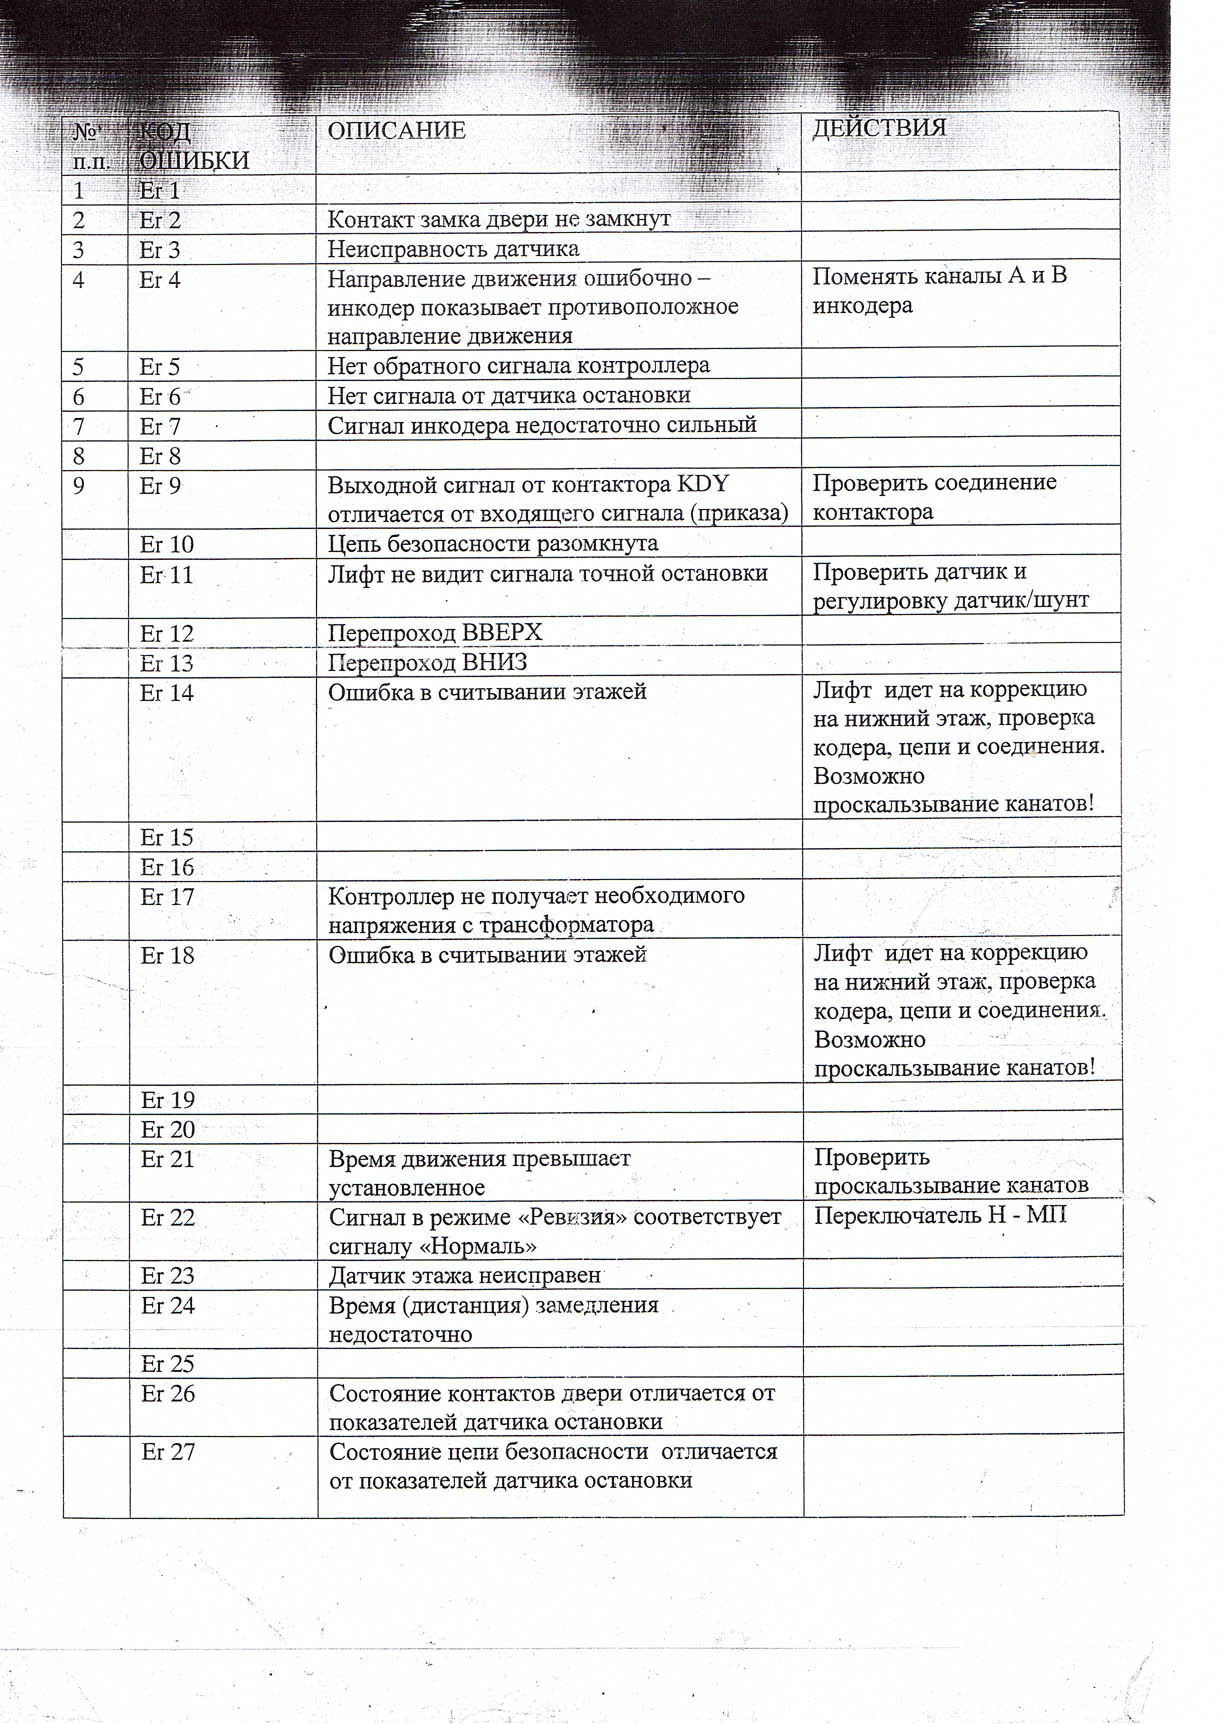 № КОД ОПИСАНИЕ ДЕЙСТВИЯ
п.п. ОШИБКИ
1 Er 1
2 Er 2 Контакт замка двери не замкнут
3 Er 3 Неисправность датчика
4 Er 4 Направление движения ошибочно – Поменять каналы А и В
инкодер показывает противоположное инкодера
направление движения
5 Er 5 Нет обратного сигнала контроллера
6 Er 6 Нет сигнала от датчика остановки
7 Er 7 Сигнал инкодера недостаточно сильный
8 Er 8
9 Er 9 Выходной сигнал от контактора KDY Проверить соединение
отличается от входящего сигнала (приказа) контактора
Er 10 Цепь безопасности разомкнута
Er 11 Лифт не видит сигнала точной остановки Проверить датчик и
регулировку датчик/шунт
Er 12 Перепроход ВВЕРХ
Er 13 Перепроход ВНИЗ
Er 14 Ошибка в считывании этажей Лифт идет на коррекцию
на нижний этаж, проверка
кодера, цепи и соединения.
Возможно
проскальзывание канатов!
Er 15
Er 16
Er 17 Контроллер не получает необходимого
напряжения с трансформатора
Er 18 Ошибка в считывании этажей Лифт идет на коррекцию
на нижний этаж, проверка
кодера, цепи и соединения.
Возможно
проскальзывание канатов!
Er 19
Er 20
Er 21 Время движения превышает Проверить
установленное проскальзывание канатов
Er 22 Сигнал в режиме «Ревизия» соответствует Переключатель Н - МП
сигналу «Нормаль»
Er 23 Датчик этажа неисправен
Er 24 Время (дистанция) замедления
недостаточно
Er 25
Er 26 Состояние контактов двери отличается от
показателей датчика остановки
Er 27 Состояние цепи безопасности отличается
от показателей датчика остановки